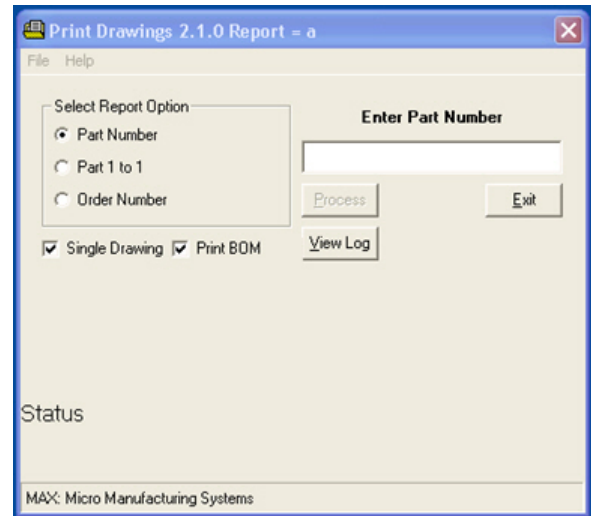 Print Drawings 2.1.0 Report = a
File Help
Select Report Option
Part Number
Part 1 to 1
Order Number
Single Drawing Print BOM
Enter Part Number
Process Exit
View Log
Status
MAX: Micro Manufacturing Systems